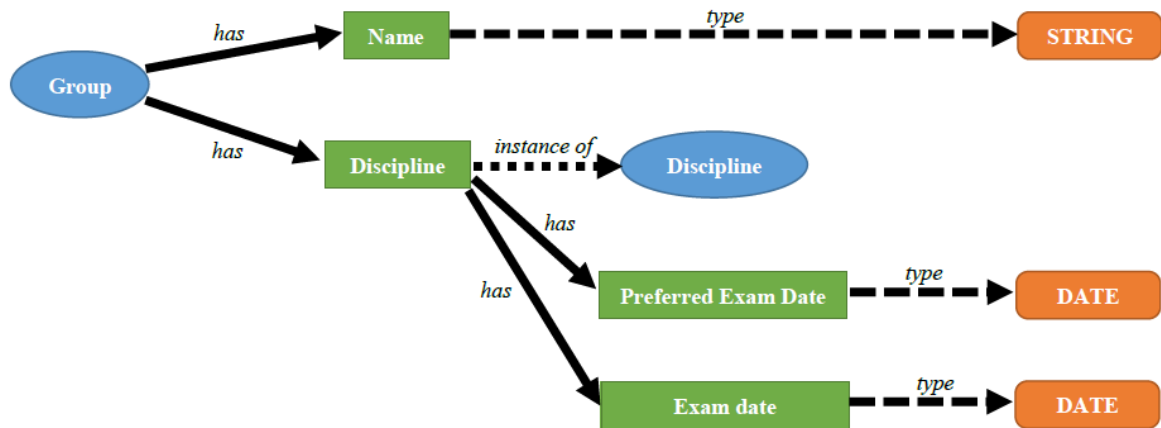 has
Name
type
STRING
Group
has
Discipline
instance of
Discipline
has
Preferred Exam Date
type
DATE
has
Exam date
type
DATE